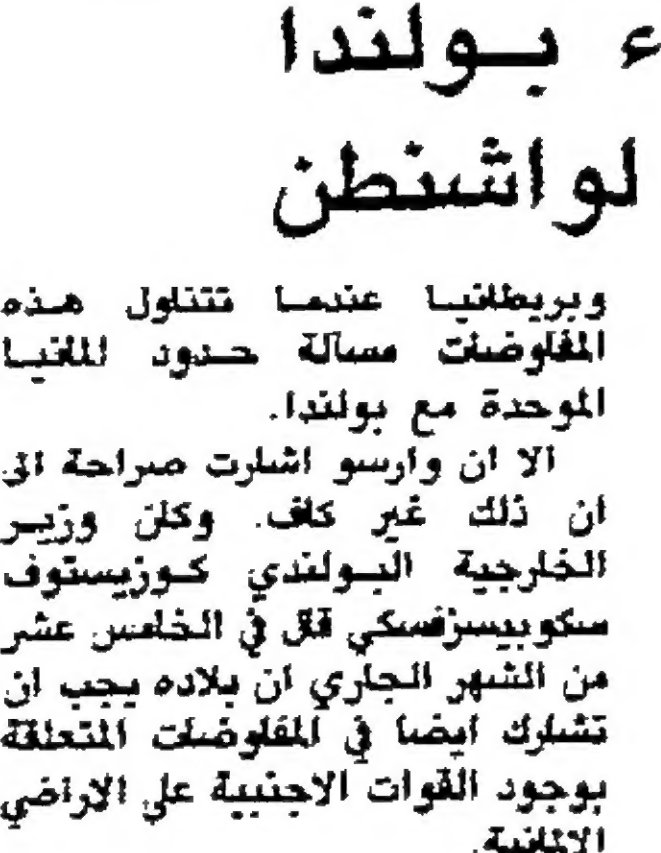 ء بولندا
لواشنطن
وبريطانيا عندما تتناول هذه
المفاوضات مسالة حدود المانيا
الموحدة مع بولندا.
الا ان وارسو اشارت صراحة الى
ان ذلك غير كاف. وكان وزير
الخارجية البولندي كوزيستوف
سكوبيسزفسكي قال في الخامس عشر
من الشهر الجاري ان بلاده يجب ان
تشارك ايضا في المفاوضات المتعلقة
بوجود القوات الاجنبية على الاراضي
الالمانية.